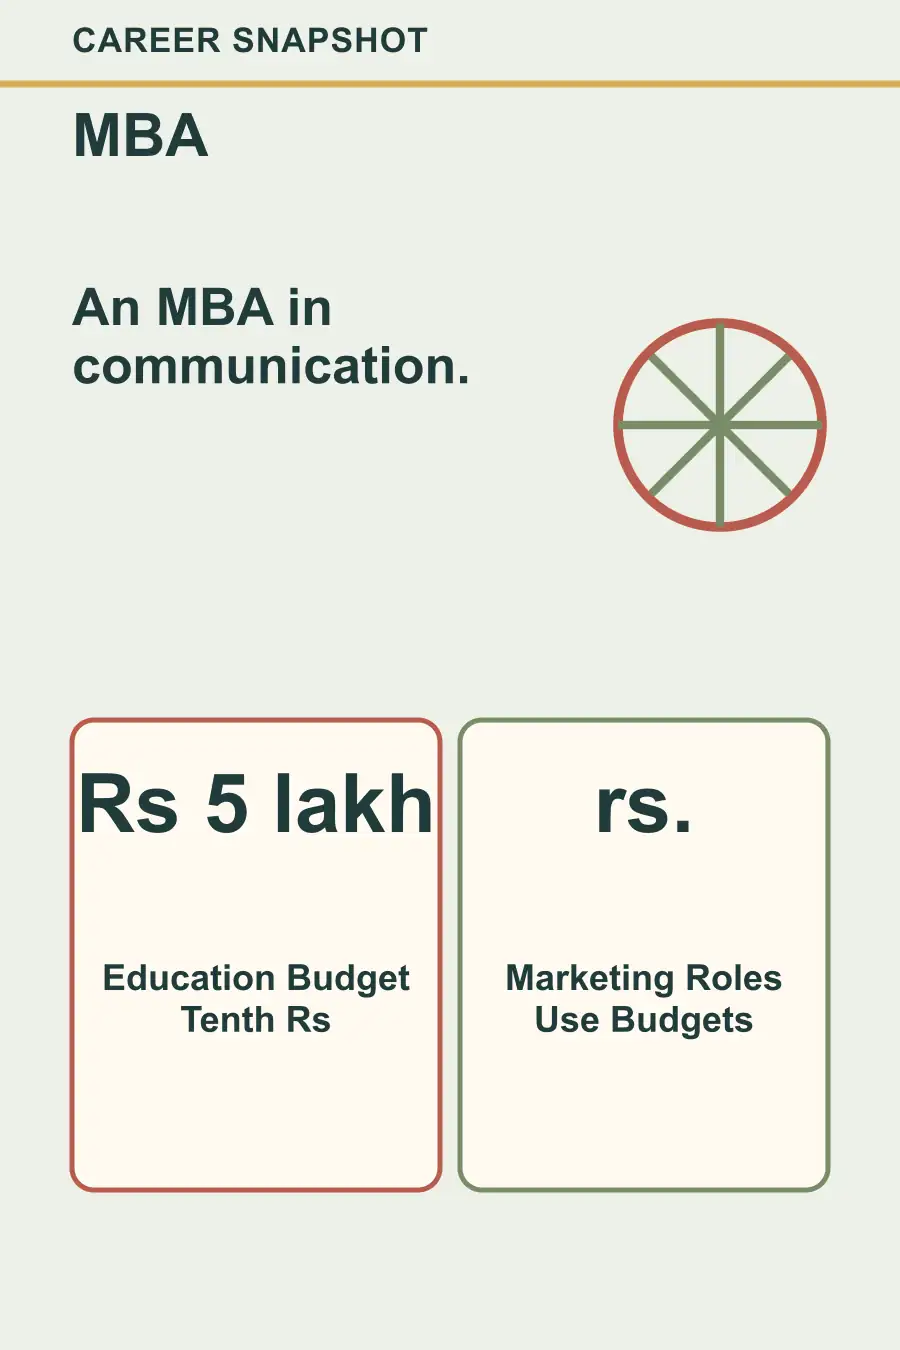 CAREER SNAPSHOT
MBA
An MBA in
communication.
Rs 5 lakh
Education Budget
Tenth Rs
rs.
Marketing Roles
Use Budgets